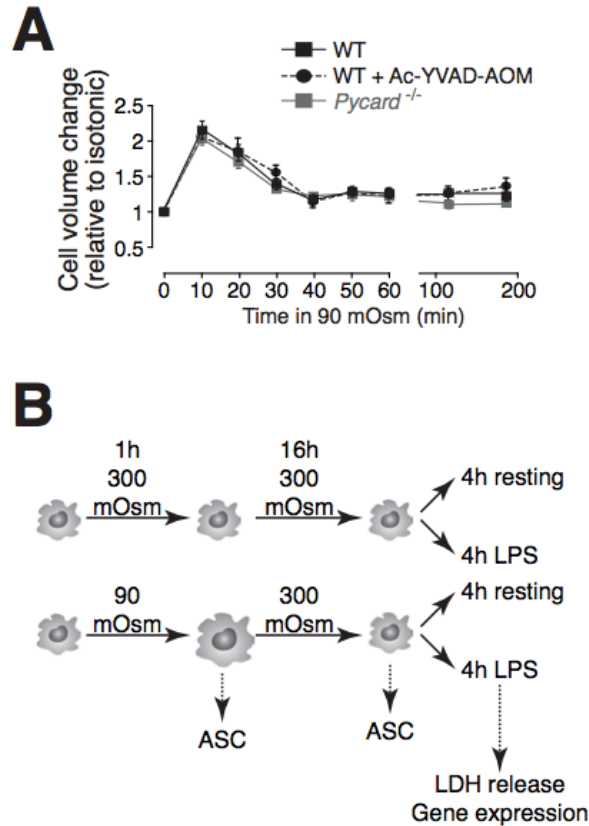 A
WT
WT + Ac-YVAD-AOM
Pycard -/-
Cell volume change
(relative to isotonic)
2.5
2
1.5
1
0.5
0 10 20 30 40 50 60 100 200
Time in 90 mOsm (min)
B
1h
300
mOsm
16h
300
mOsm
4h resting
4h LPS
90
mOsm
300
mOsm
4h resting
4h LPS
ASC
ASC
LDH release
Gene expression